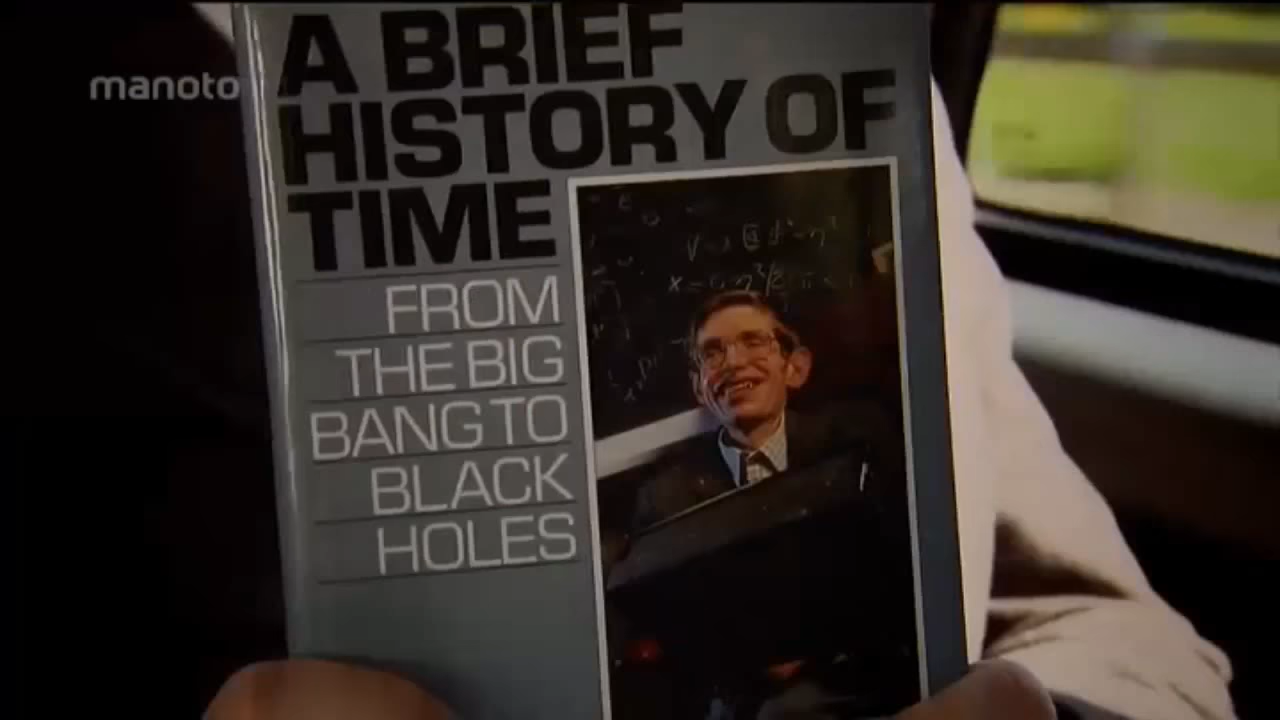 manoto
A BRIEF
HISTORY OF
TIME
FROM
THE BIG
BANG TO
BLACK
HOLES